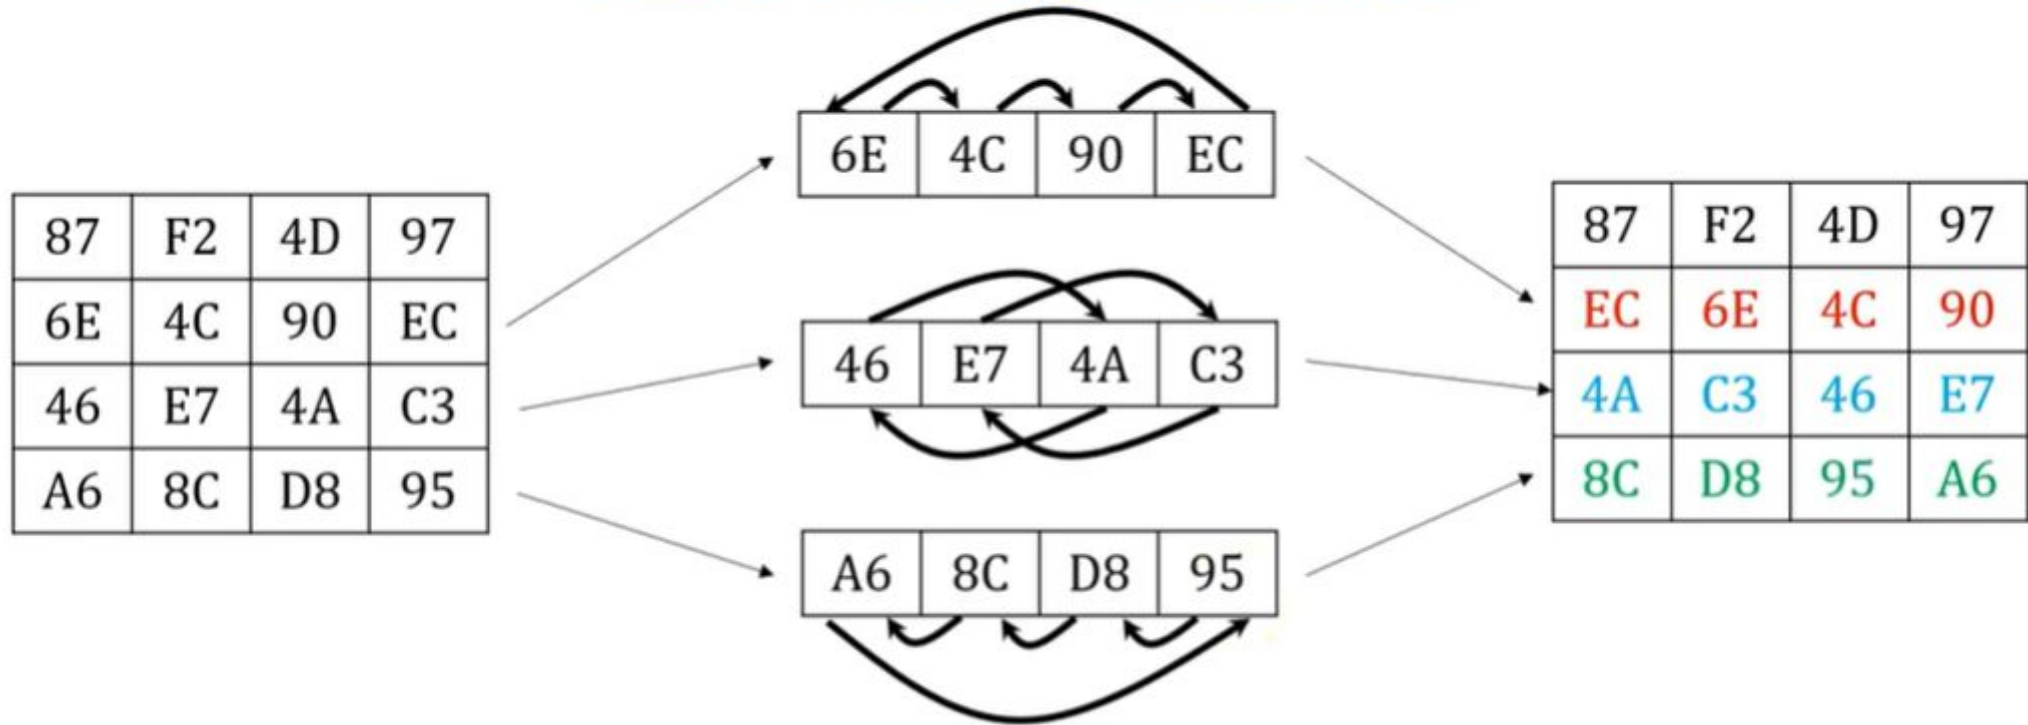 87 F2 4D 97
6E 4C 90 EC
46 E7 4A C3
A6 8C D8 95
6E 4C 90 EC
46 E7 4A C3
A6 8C D8 95
87 F2 4D 97
EC 6E 4C 90
4A C3 46 E7
8C D8 95 A6